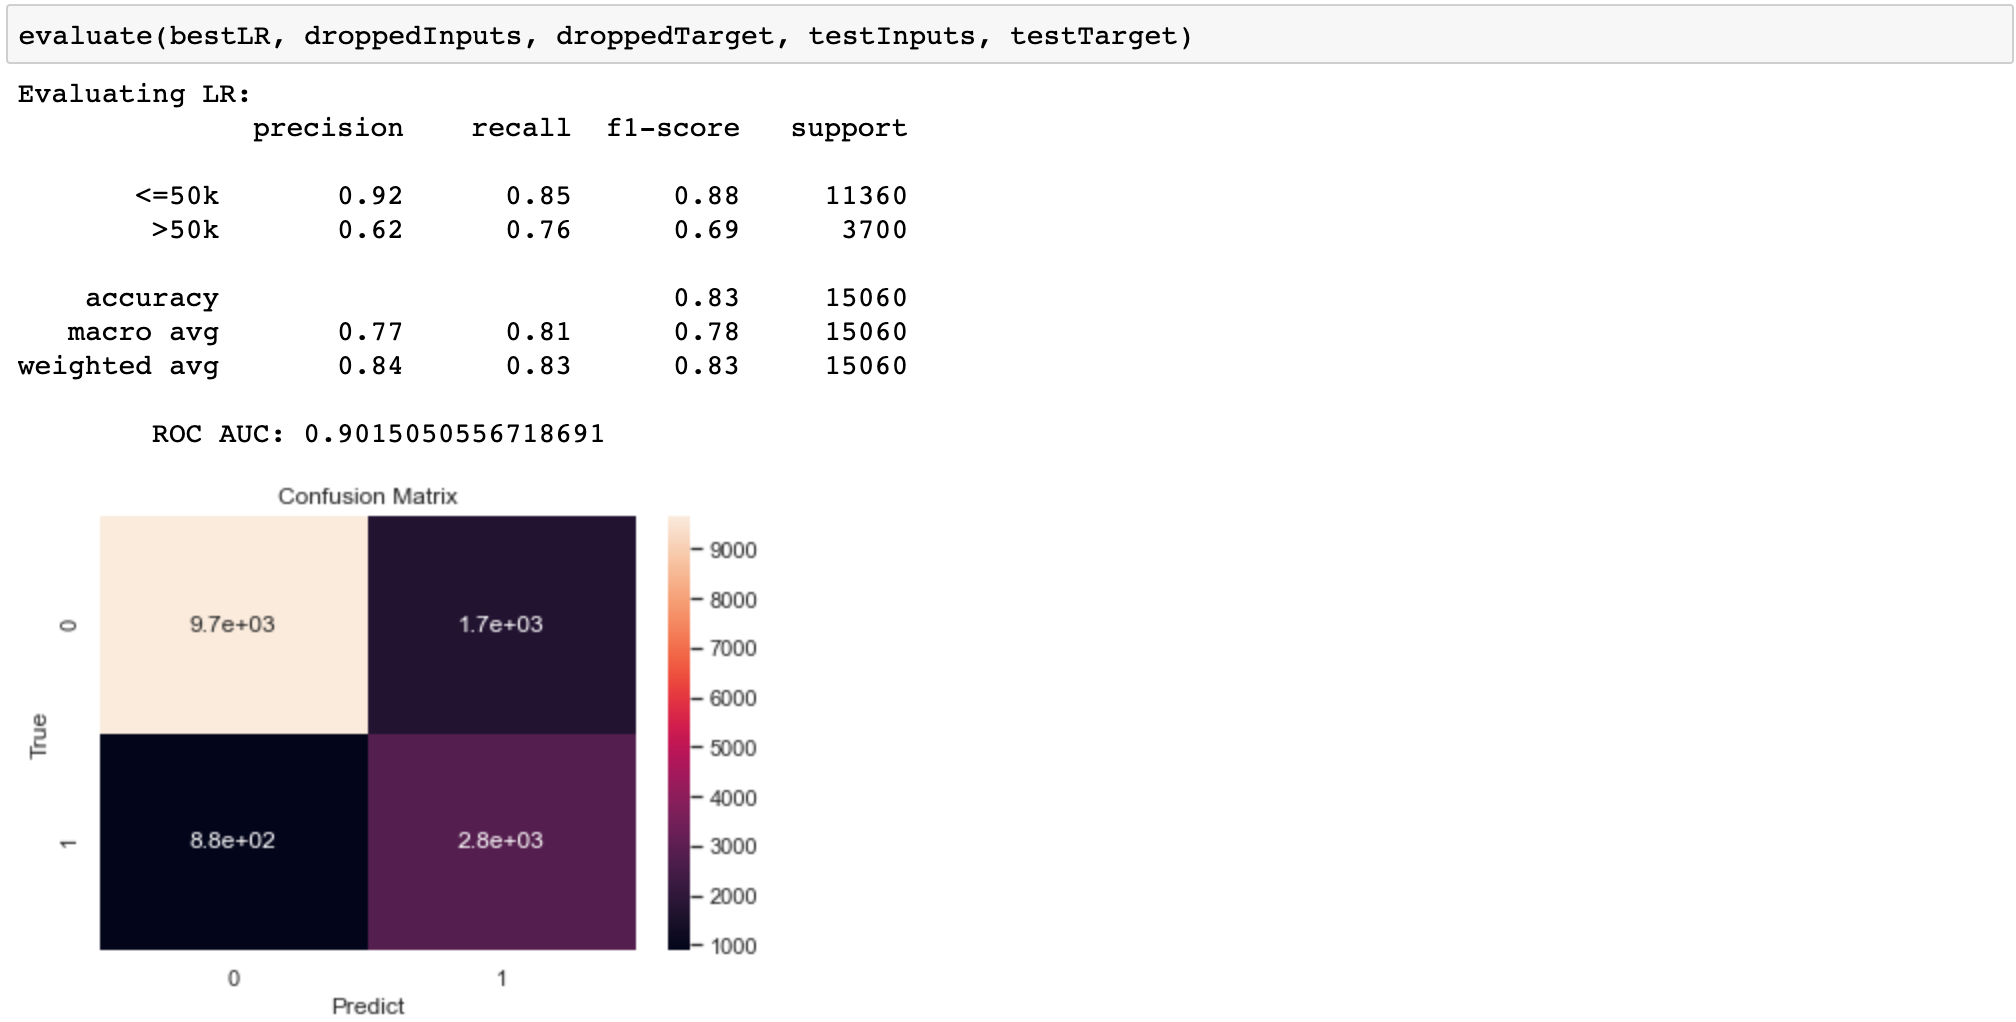 evaluate(bestLR, droppedInputs, droppedTarget, testInputs, testTarget)
Evaluating LR:
precision recall f1-score support
<=50k 0.92 0.85 0.88 11360
>50k 0.62 0.76 0.69 3700
accuracy 0.83 15060
macro avg 0.77 0.81 0.78 15060
weighted avg 0.84 0.83 0.83 15060
ROC AUC: 0.9015050556718691
Confusion Matrix
9000
8000
7000
6000
5000
4000
3000
2000
1000
True
0
9.7e+03 1.7e+03
1
8.8e+02 2.8e+03
0 1
Predict